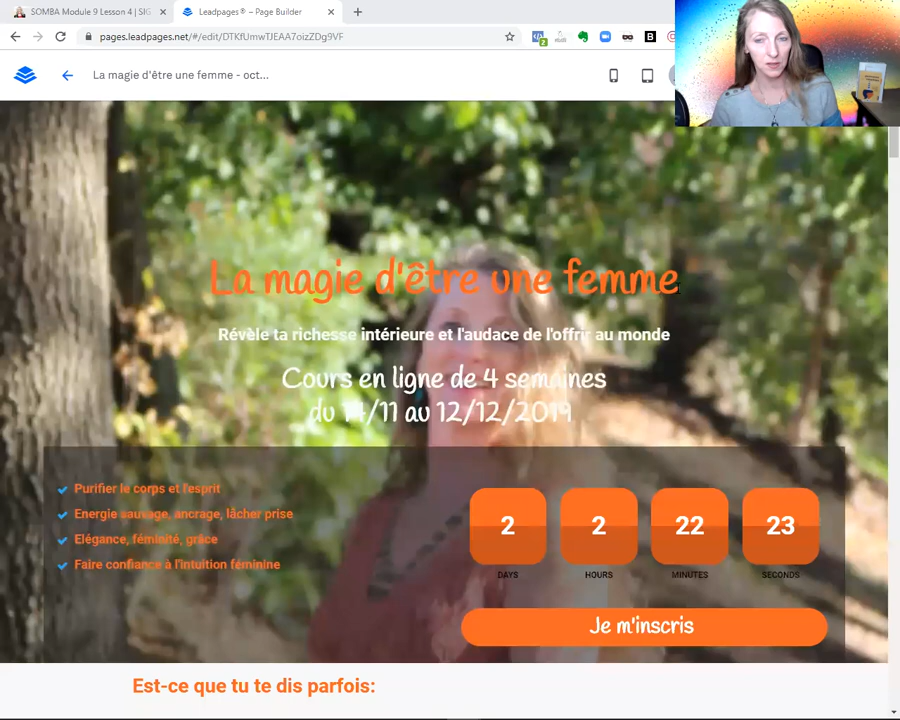 SOMBA Module 9 Lesson 4 | SIG
Leadpages® – Page Builder
pages.leadpages.net/#/edit/DTKfUmwTJEAA7oizZDg9VF
La magie d'être une femme - oct...
La magie d'être une femme
Révèle ta richesse intérieure et l'audace de l'offrir au monde
Cours en ligne de 4 semaines
du 14/11 au 12/12/2019
Purifier le corps et l'esprit
Energie sauvage, ancrage, lâcher prise
Elégance, féminité, grâce
Faire confiance à l'intuition féminine
2 2 22 23
DAYS HOURS MINUTES SECONDS
Je m'inscris
Est-ce que tu te dis parfois: